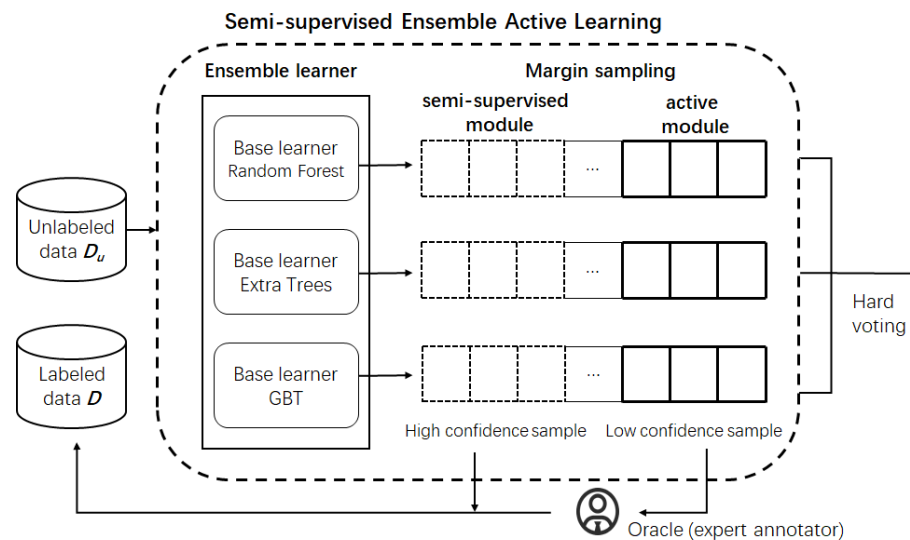 Semi-supervised Ensemble Active Learning
Ensemble learner
Margin sampling
semi-supervised
module
active
module
Base learner
Random Forest
...
Unlabeled
data Du
Base learner
Extra Trees
...
Hard
voting
Labeled
data D
Base learner
GBT
...
High confidence sample
Low confidence sample
Oracle (expert annotator)